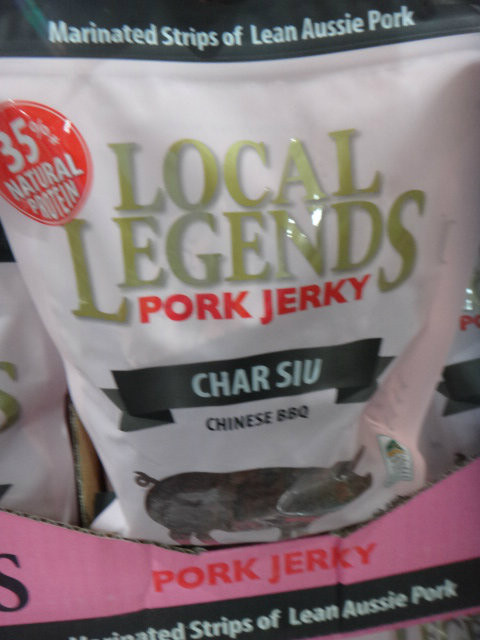 Marinated Strips of Lean Aussie Pork
35%
NATURAL
PROTEIN
LOCAL
LEGENDS
PORK JERKY
CHAR SIU
CHINESE BBQ
PORK JERKY
Marinated Strips of Lean Aussie Pork